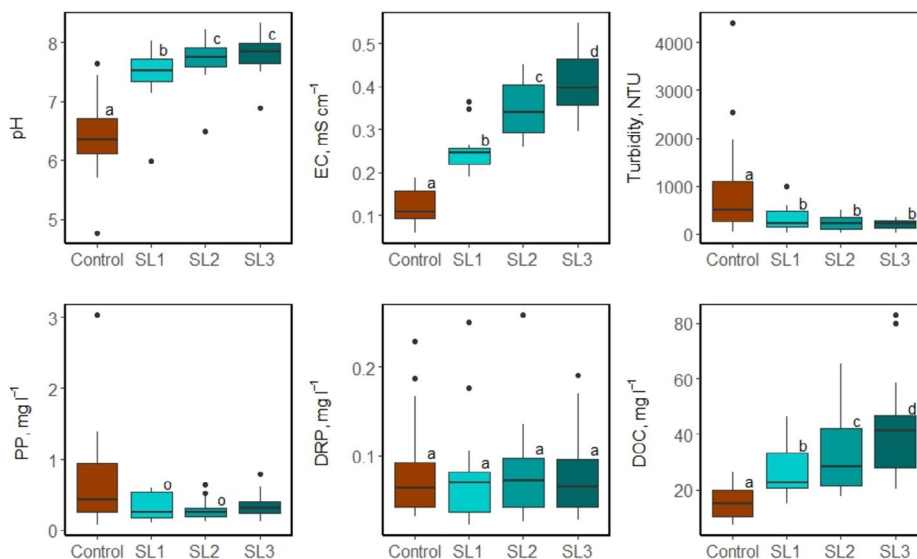 pH
8
7
6
5
a
b
c
c
Control SL1 SL2 SL3
EC, mS cm⁻¹
0.5
0.4
0.3
0.2
0.1
a
b
c
d
Control SL1 SL2 SL3
Turbidity, NTU
4000
3000
2000
1000
0
a
b
b
b
Control SL1 SL2 SL3
PP, mg l⁻¹
3
2
1
0
o
o
Control SL1 SL2 SL3
DRP, mg l⁻¹
0.2
0.1
a
a
a
a
Control SL1 SL2 SL3
DOC, mg l⁻¹
80
60
40
20
a
b
c
d
Control SL1 SL2 SL3